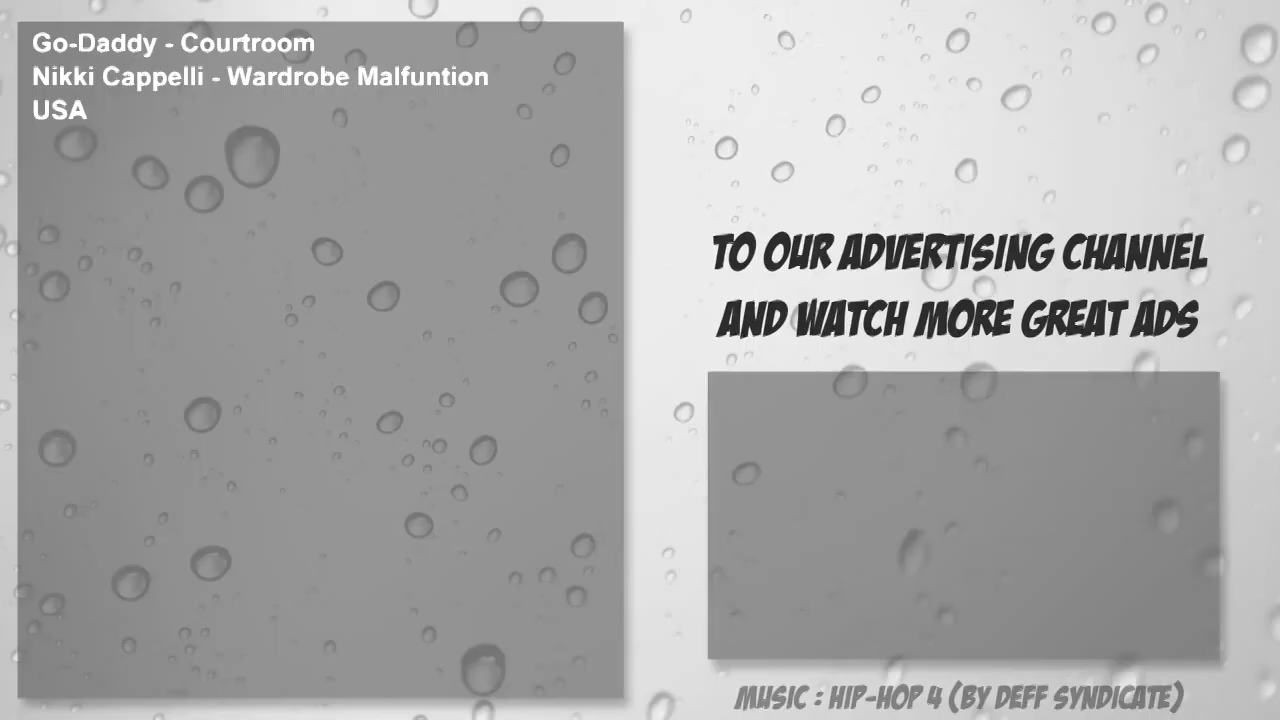 Go-Daddy - Courtroom
Nikki Cappelli - Wardrobe Malfuntion
USA
TO OUR ADVERTISING CHANNEL
AND WATCH MORE GREAT ADS
MUSIC : HIP-HOP 4 (BY DEFF SYNDICATE)